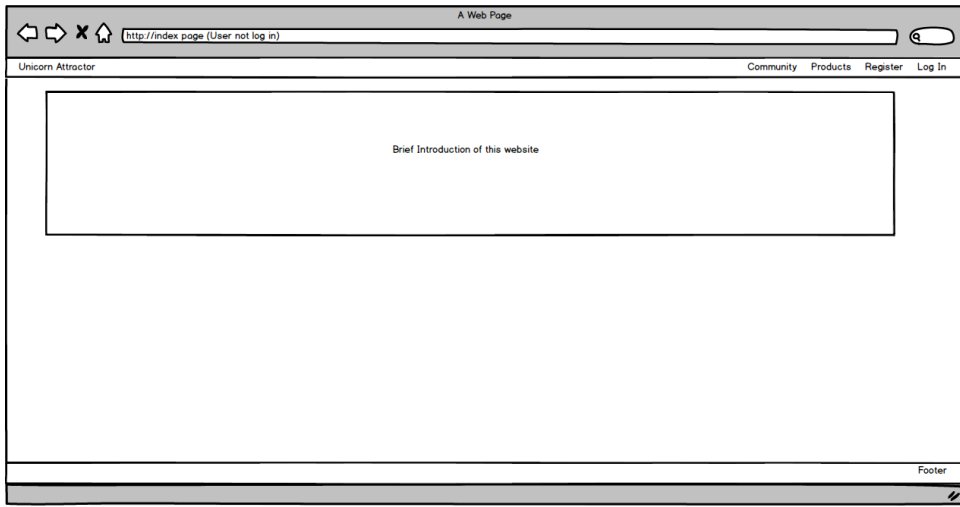 A Web Page
http://index page (User not log in)
Unicorn Attractor Community Products Register Log In
Brief Introduction of this website
Footer